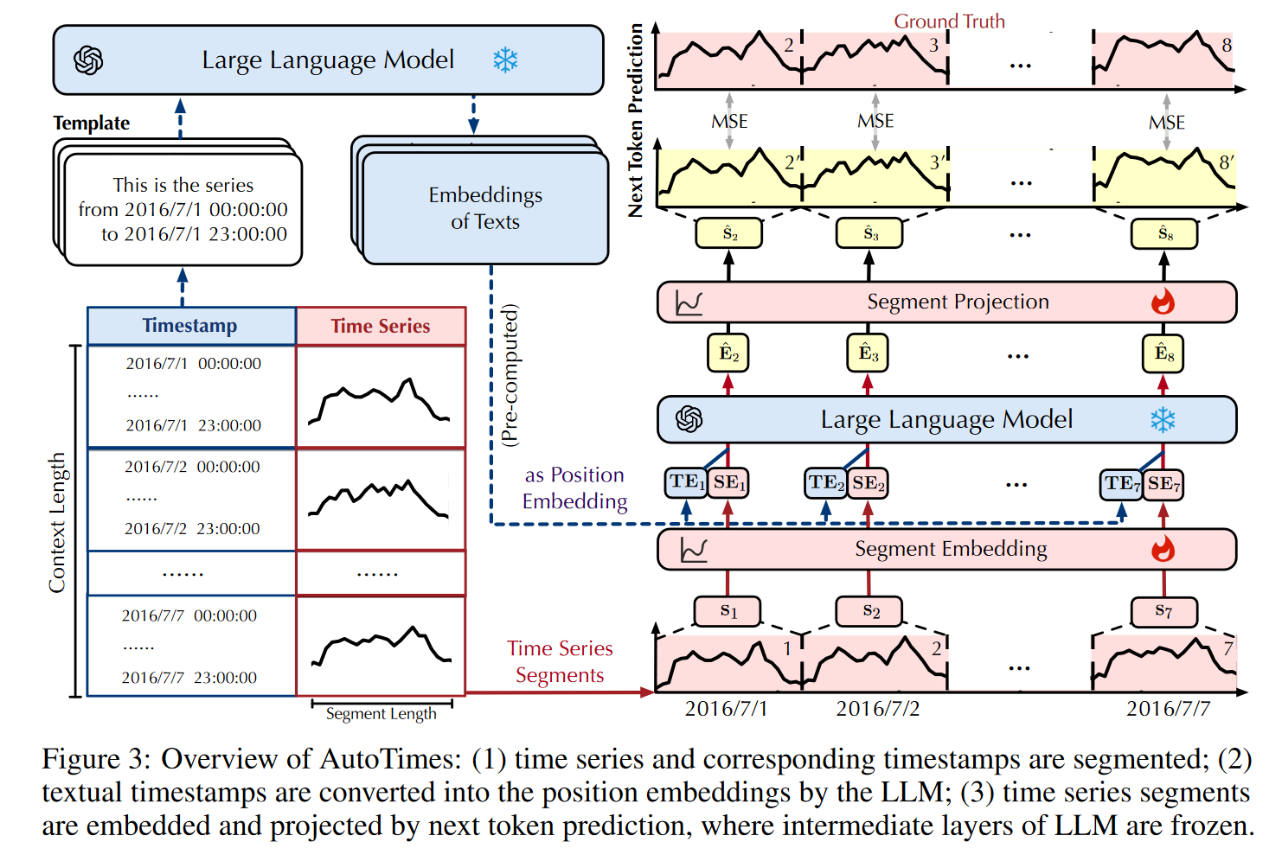 Large Language Model
Template
This is the series
from 2016/7/1 00:00:00
to 2016/7/1 23:00:00
Embeddings
of Texts
(Pre-computed)
Timestamp
Time Series
Context Length
2016/7/1 00:00:00
......
2016/7/1 23:00:00
2016/7/2 00:00:00
......
2016/7/2 23:00:00
......
......
2016/7/7 00:00:00
......
2016/7/7 23:00:00
Segment Length
as Position
Embedding
Time Series
Segments
Ground Truth
Next Token Prediction
2
3
...
8
MSE
MSE
MSE
2′
3′
...
8′
ŝ₂
ŝ₃
...
ŝ₈
Segment Projection
Ê₂
Ê₃
...
Ê₈
Large Language Model
TE₁
SE₁
TE₂
SE₂
...
TE₇
SE₇
Segment Embedding
s₁
s₂
s₇
1
2
...
7
2016/7/1
2016/7/2
2016/7/7
Figure 3: Overview of AutoTimes: (1) time series and corresponding timestamps are segmented; (2)
textual timestamps are converted into the position embeddings by the LLM; (3) time series segments
are embedded and projected by next token prediction, where intermediate layers of LLM are frozen.